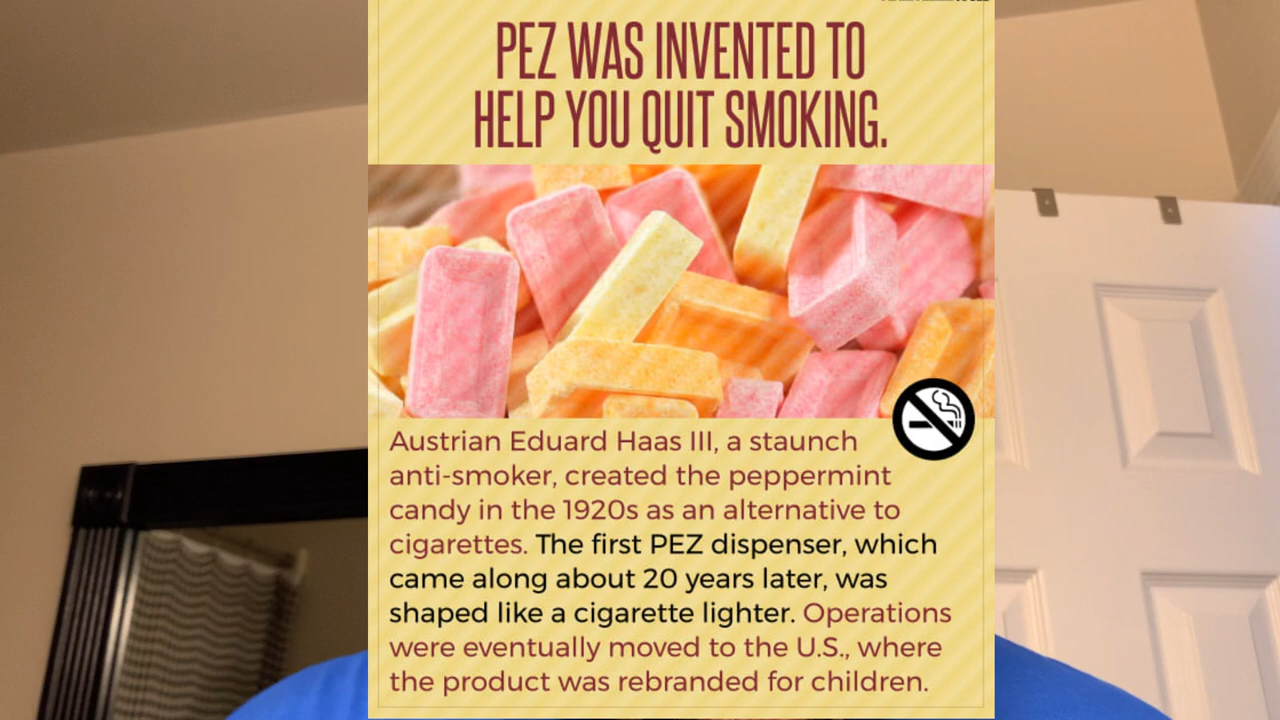 PEZ WAS INVENTED TO
HELP YOU QUIT SMOKING.
Austrian Eduard Haas III, a staunch
anti-smoker, created the peppermint
candy in the 1920s as an alternative to
cigarettes. The first PEZ dispenser, which
came along about 20 years later, was
shaped like a cigarette lighter. Operations
were eventually moved to the U.S., where
the product was rebranded for children.